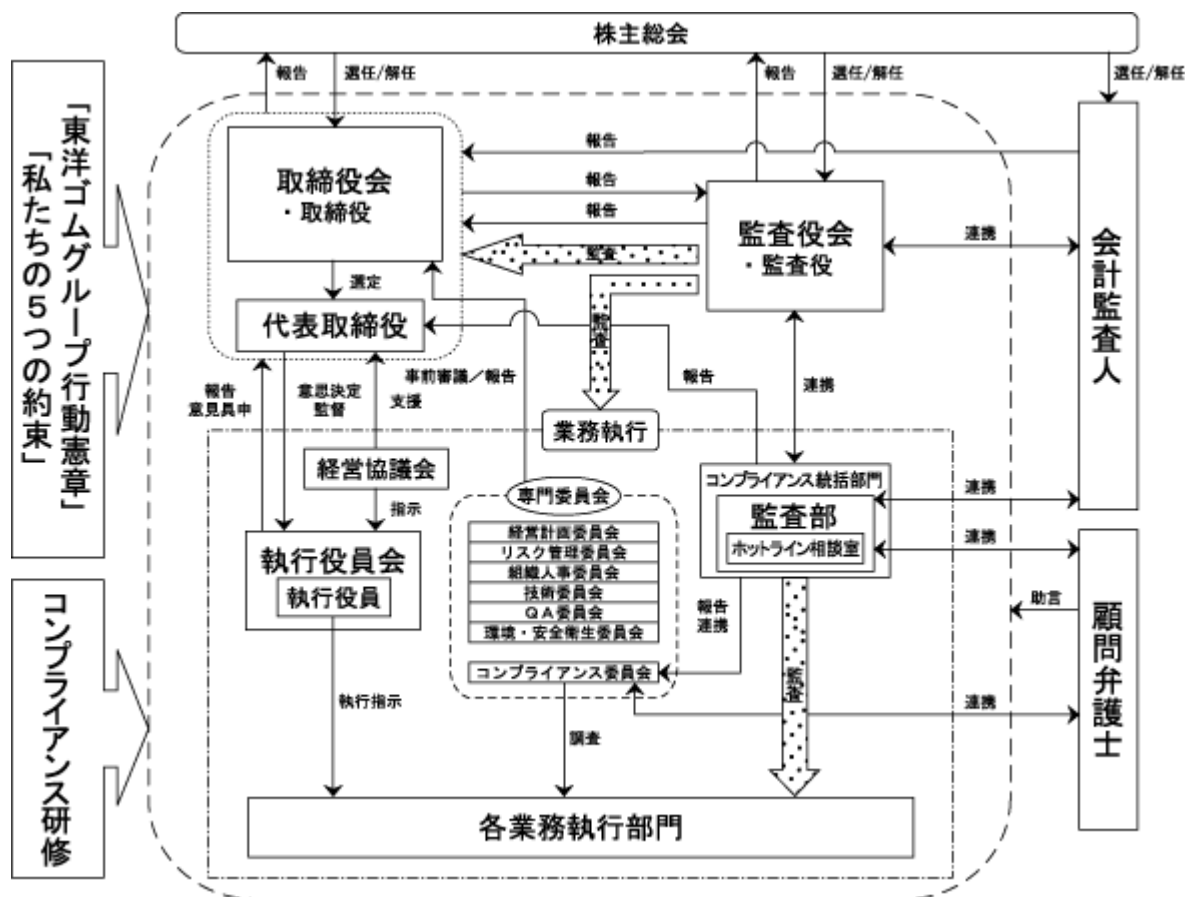 株主総会
報告
選任/解任
報告
選任/解任
選任/解任
「東洋ゴムグループ行動憲章」
「私たちの5つの約束」
コンプライアンス研修
取締役会
・取締役
選定
代表取締役
報告
報告
報告
監査
監査
監査役会
・監査役
連携
会計監査人
報告
意見具申
意思決定
監督
支援
事前審議／報告
報告
連携
業務執行
経営協議会
指示
執行役員会
執行役員
執行指示
専門委員会
経営計画委員会
リスク管理委員会
組織人事委員会
技術委員会
QA委員会
環境・安全衛生委員会
コンプライアンス委員会
調査
コンプライアンス統括部門
監査部
ホットライン相談室
報告
連携
監査
連携
連携
助言
連携
顧問弁護士
各業務執行部門